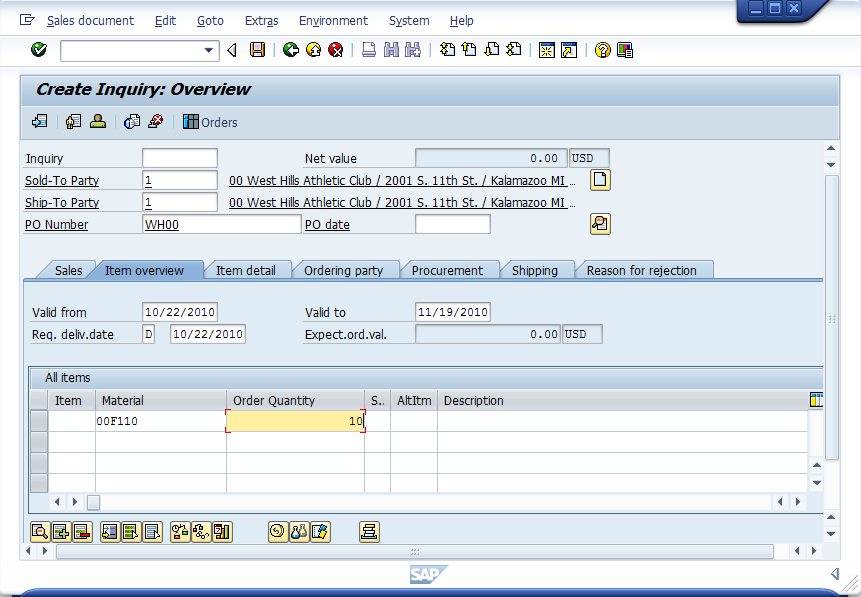 Sales document Edit Goto Extras Environment System Help
Create Inquiry: Overview
Orders
Inquiry Net value 0.00 USD
Sold-To Party 1 00 West Hills Athletic Club / 2001 S. 11th St. / Kalamazoo MI ...
Ship-To Party 1 00 West Hills Athletic Club / 2001 S. 11th St. / Kalamazoo MI ...
PO Number WH00 PO date
Sales Item overview Item detail Ordering party Procurement Shipping Reason for rejection
Valid from 10/22/2010 Valid to 11/19/2010
Req. deliv.date D 10/22/2010 Expect.ord.val. 0.00 USD
All items
Item Material Order Quantity S.. AltItm Description
00F110 10
SAP